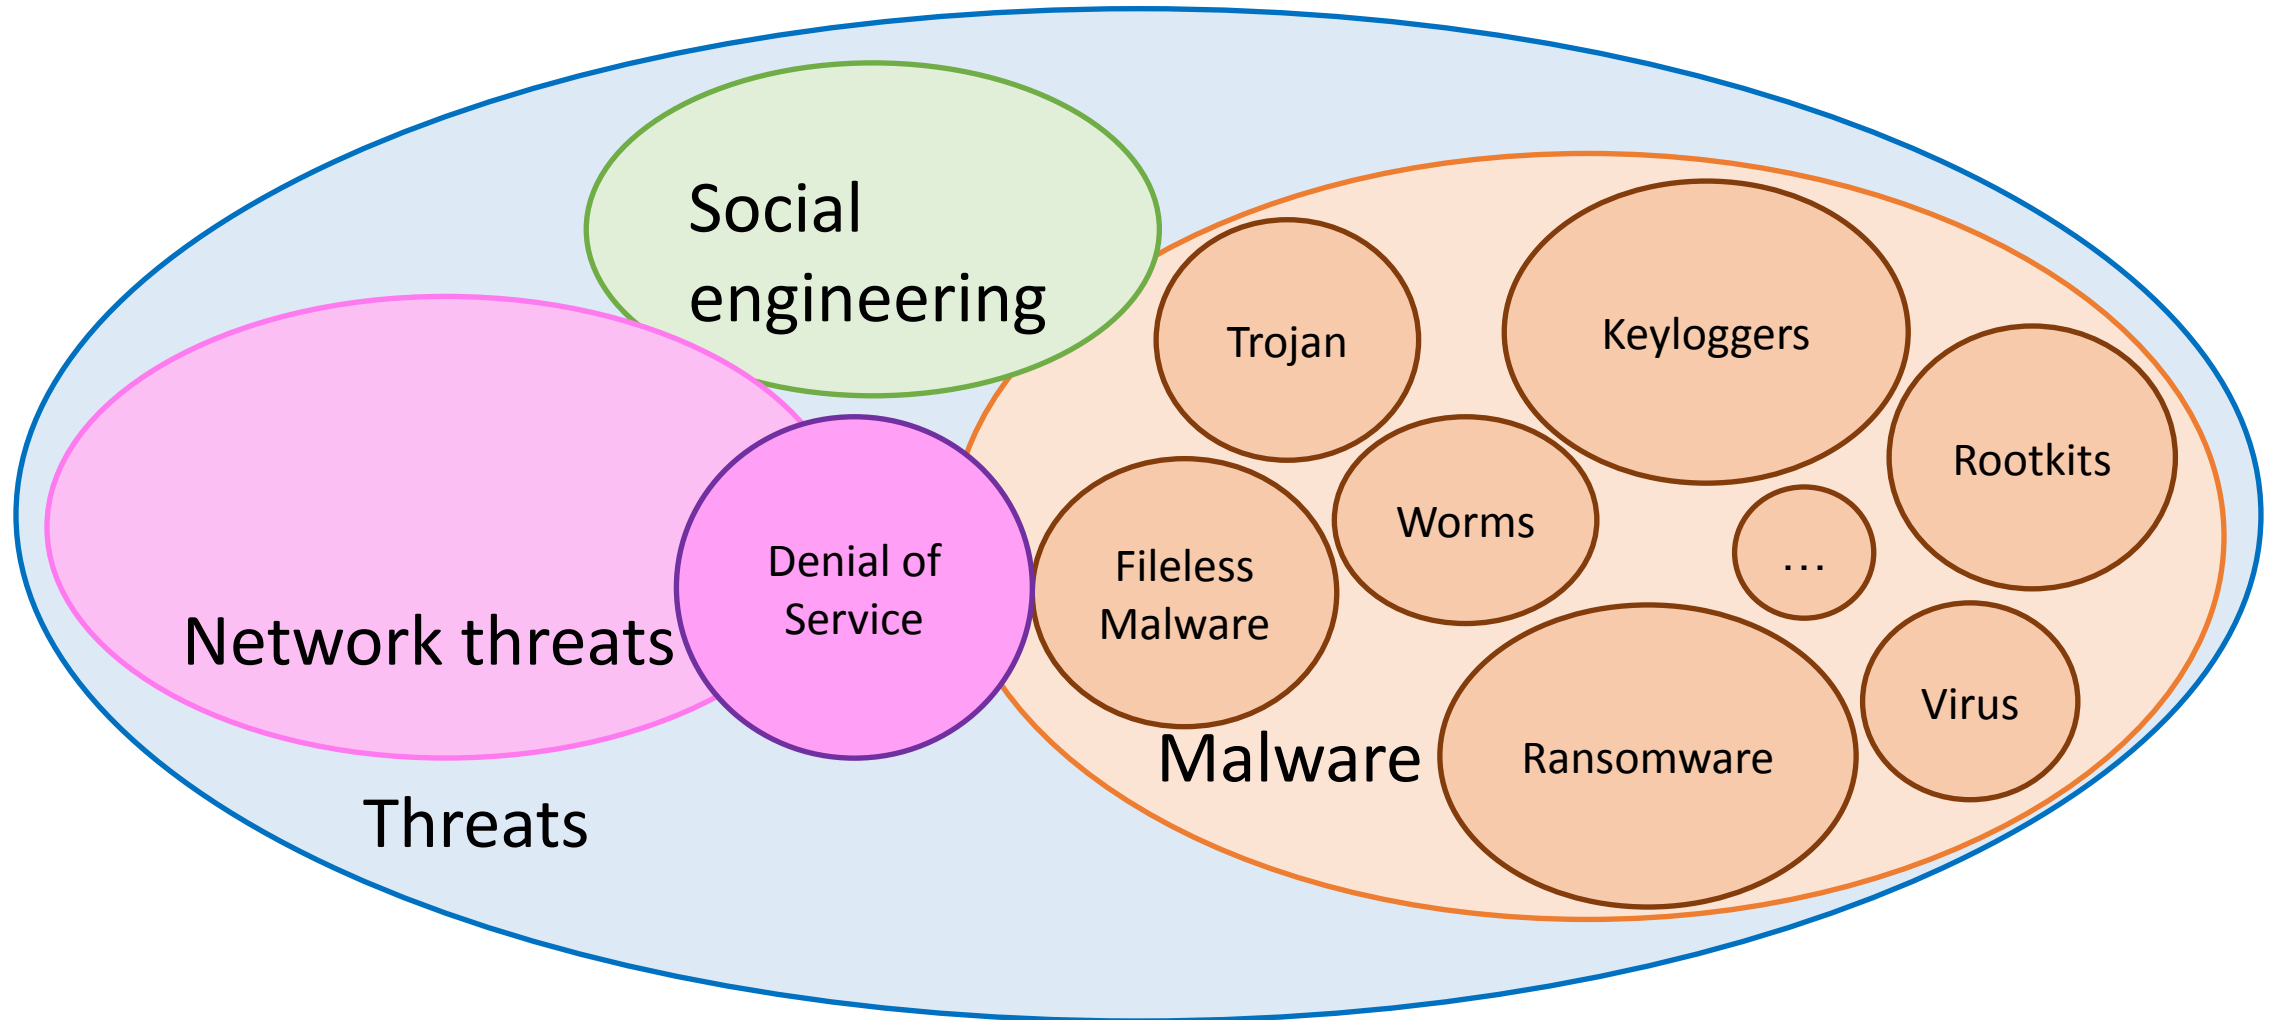 Social
engineering
Trojan
Keyloggers
Rootkits
Worms
Denial of
Service
Fileless
Malware
...
Network threats
Virus
Malware
Ransomware
Threats